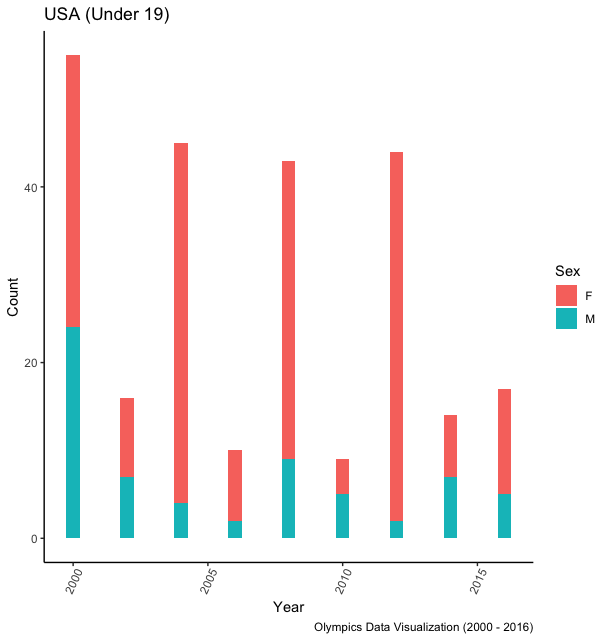 USA (Under 19)
Count
40
20
0
2000
2005
2010
2015
Year
Sex
F
M
Olympics Data Visualization (2000 - 2016)